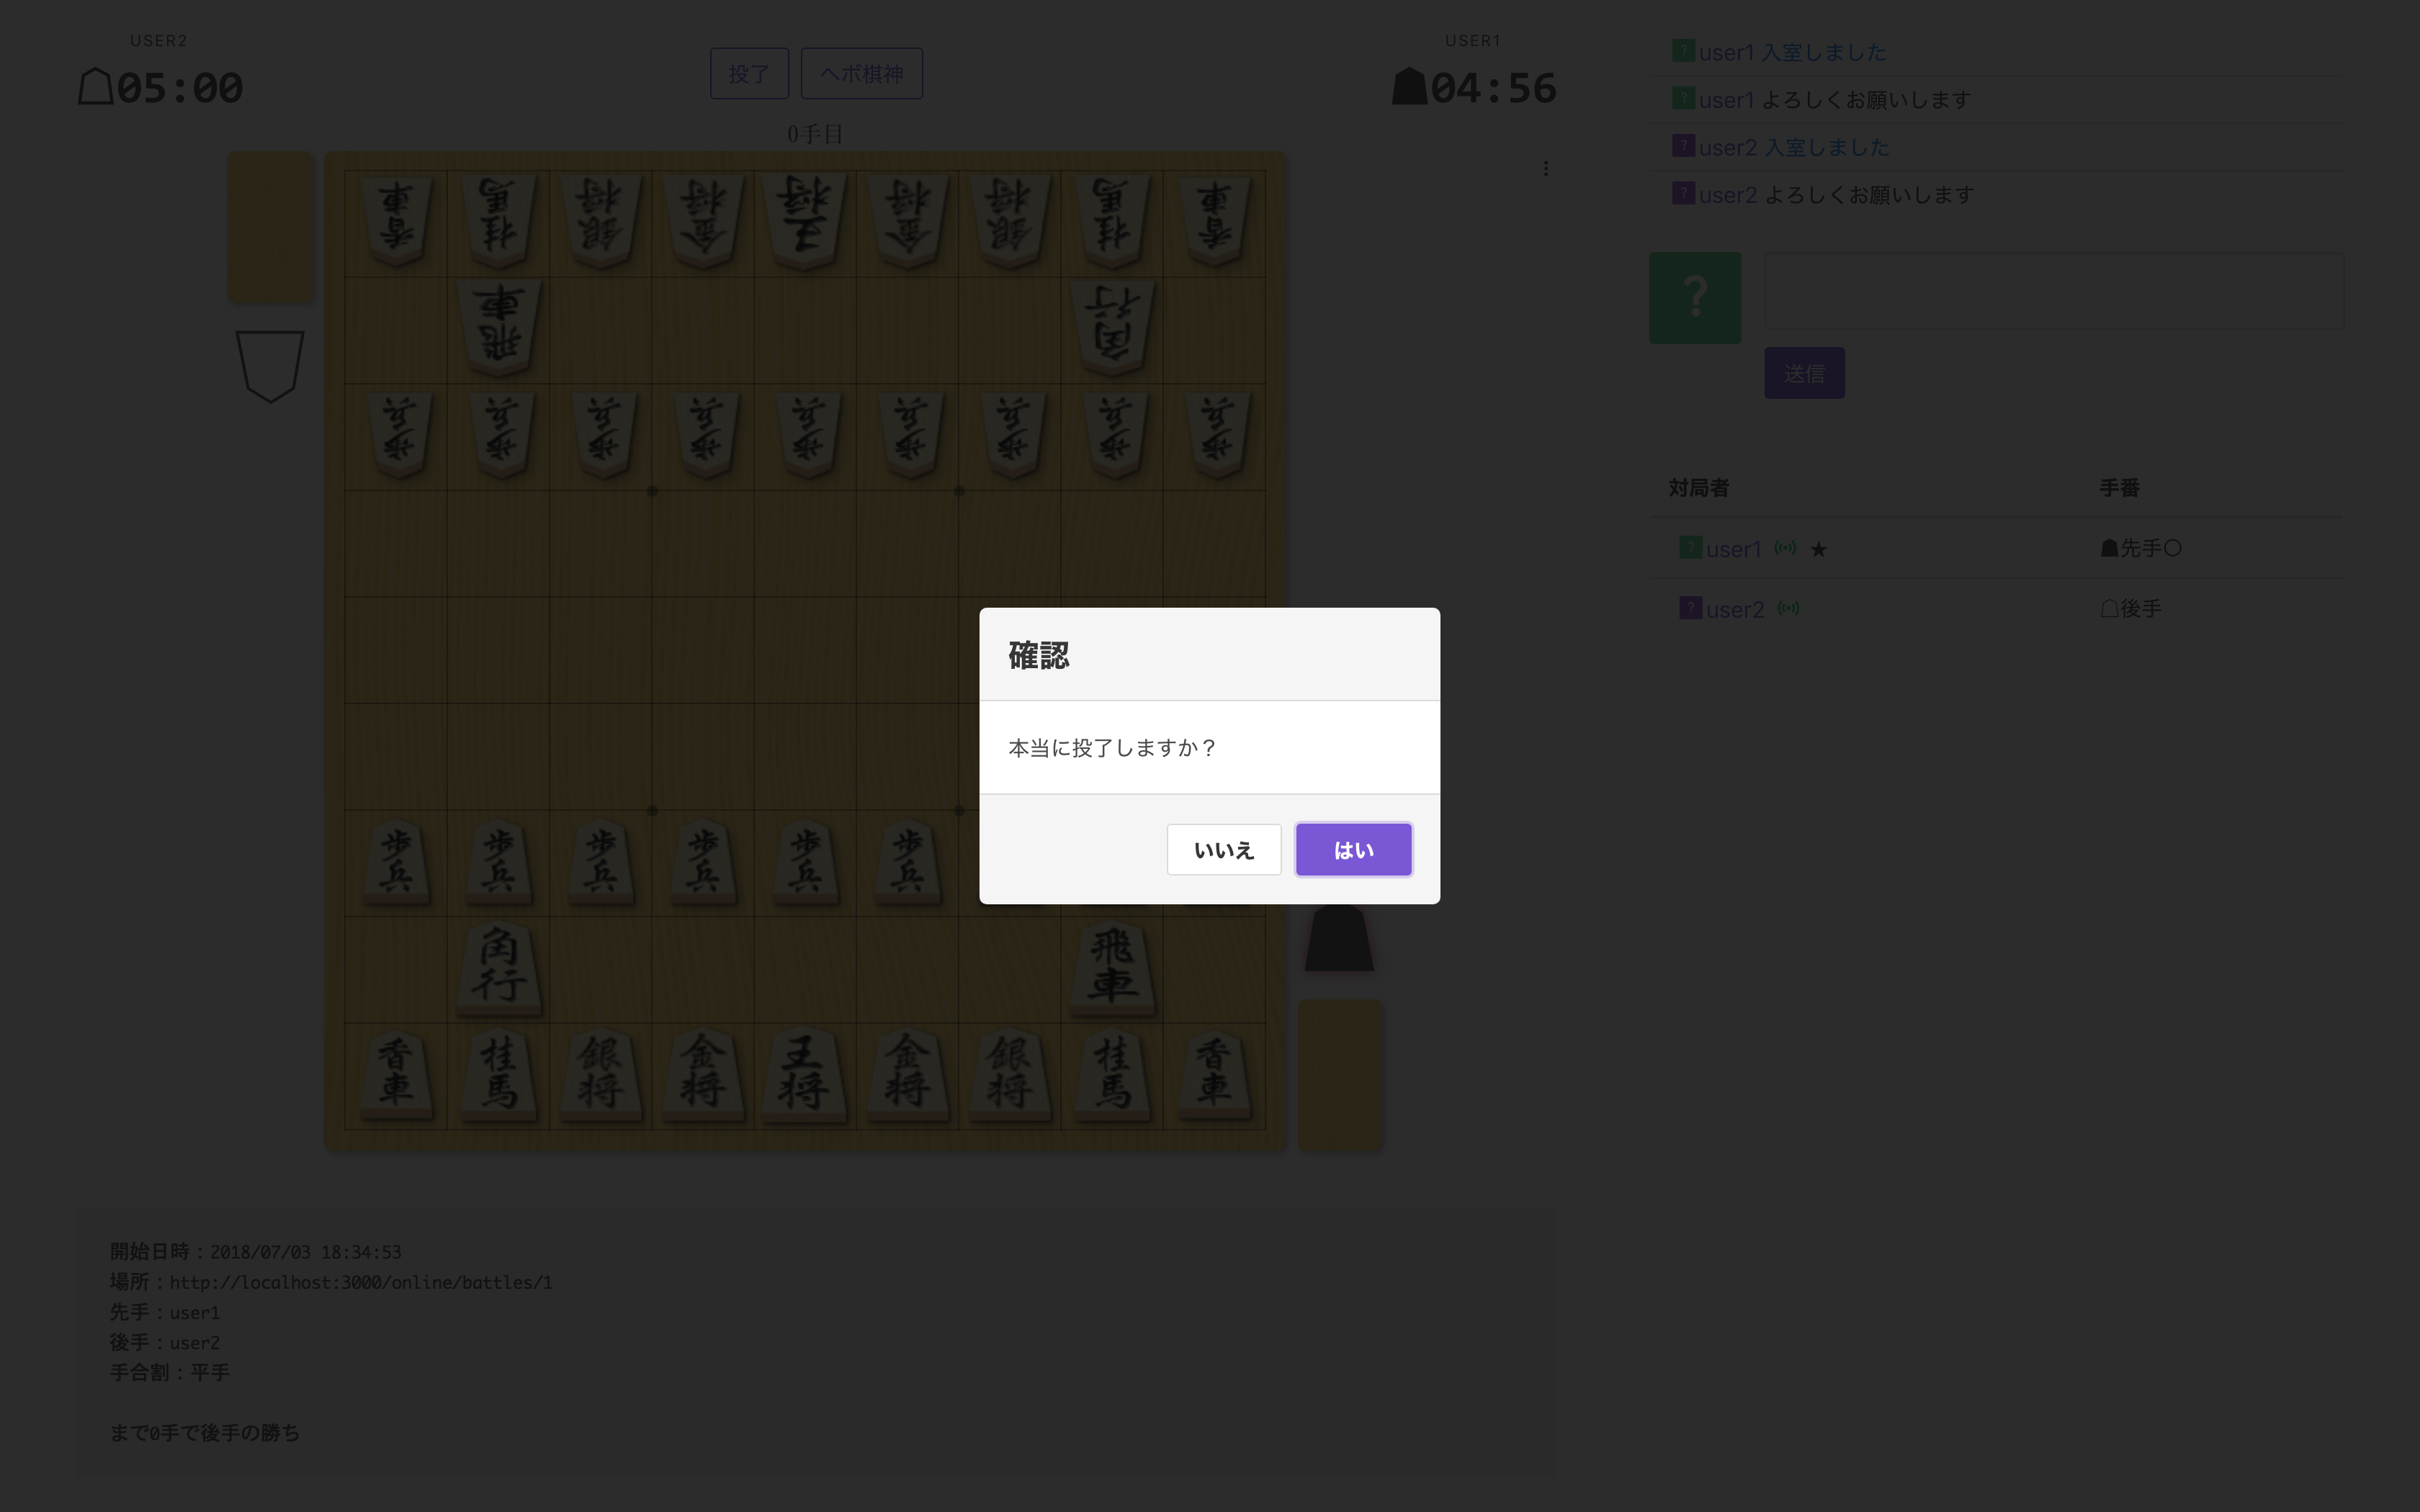 USER2
05:00
投了
ヘボ棋神
USER1
04:56
0手目
香車 桂馬 銀将 金将 王将 金将 銀将 桂馬 香車
飛車 角行
歩兵 歩兵 歩兵 歩兵 歩兵 歩兵 歩兵 歩兵 歩兵
歩兵 歩兵 歩兵 歩兵 歩兵 歩兵
角行 飛車
香車 桂馬 銀将 金将 王将 金将 銀将 桂馬 香車
確認
本当に投了しますか？
いいえ
はい
? user1 入室しました
? user1 よろしくお願いします
? user2 入室しました
? user2 よろしくお願いします
?
送信
対局者 手番
? user1 ★ 先手〇
? user2 後手
開始日時：2018/07/03 18:34:53
場所：http://localhost:3000/online/battles/1
先手：user1
後手：user2
手合割：平手
まで0手で後手の勝ち